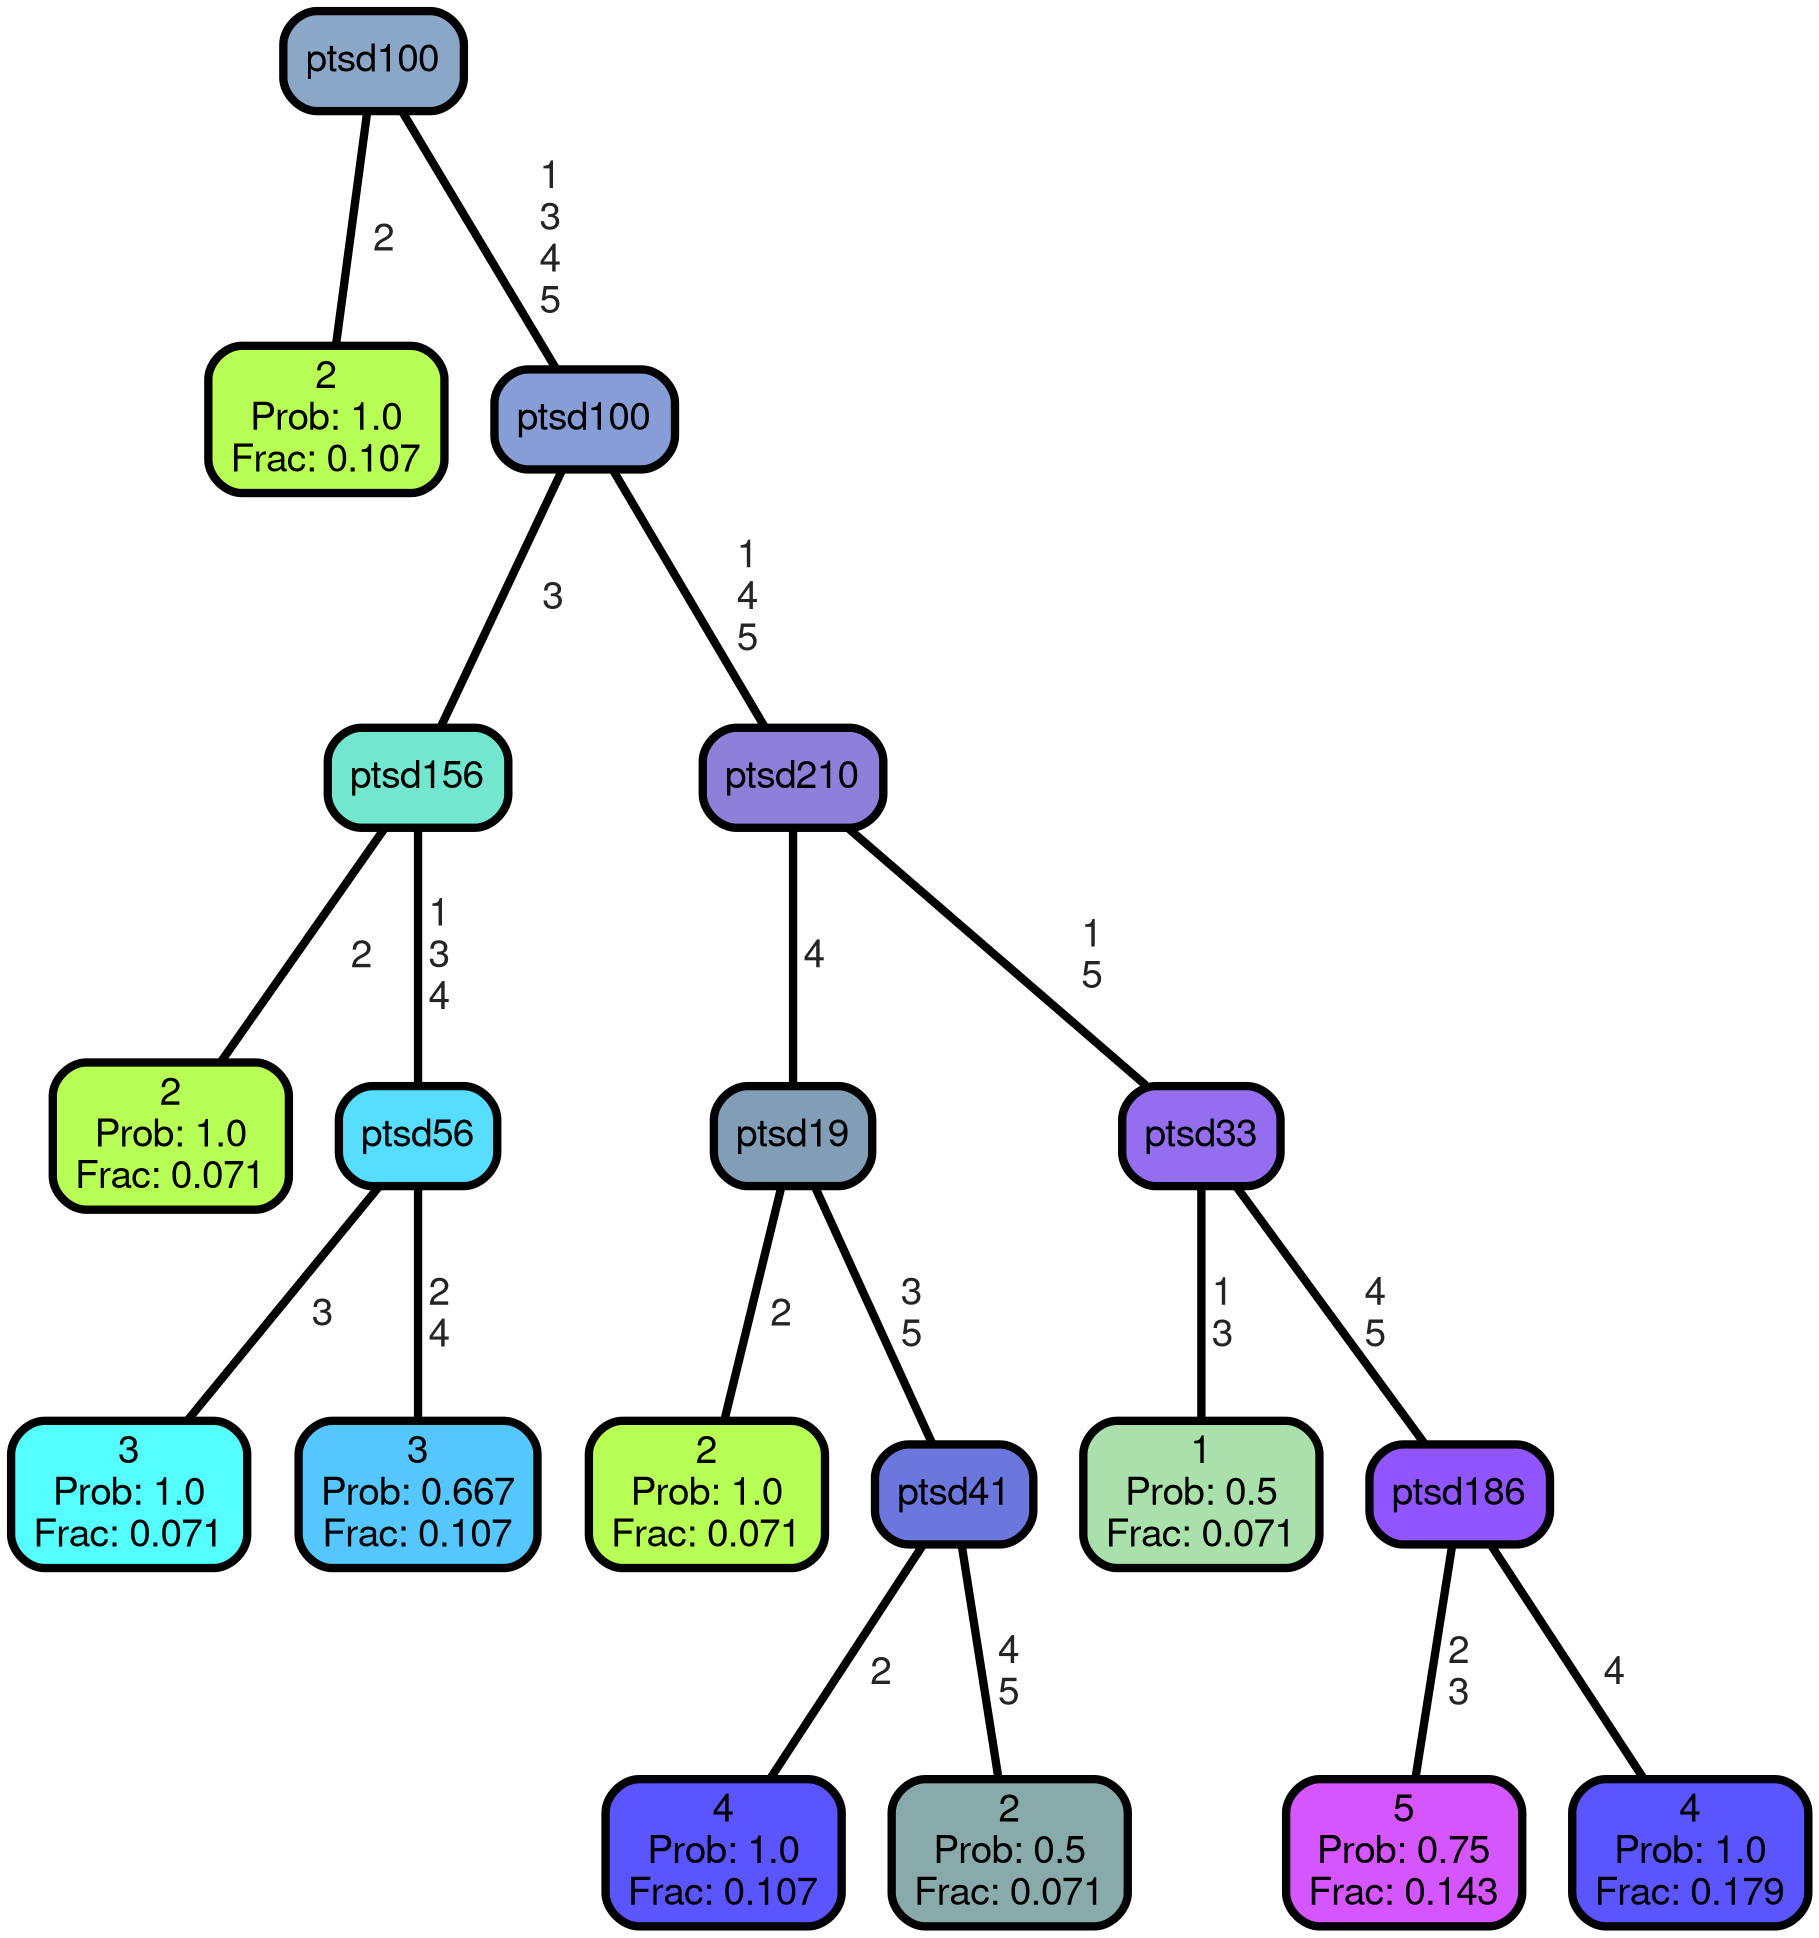 ptsd100
2
1
3
4
5
2
Prob: 1.0
Frac: 0.107
ptsd100
3
1
4
5
ptsd156
ptsd210
2
1
3
4
4
1
5
2
Prob: 1.0
Frac: 0.071
ptsd56
ptsd19
ptsd33
3
2
4
2
3
5
1
3
4
5
3
Prob: 1.0
Frac: 0.071
3
Prob: 0.667
Frac: 0.107
2
Prob: 1.0
Frac: 0.071
ptsd41
1
Prob: 0.5
Frac: 0.071
ptsd186
2
4
5
2
3
4
4
Prob: 1.0
Frac: 0.107
2
Prob: 0.5
Frac: 0.071
5
Prob: 0.75
Frac: 0.143
4
Prob: 1.0
Frac: 0.179